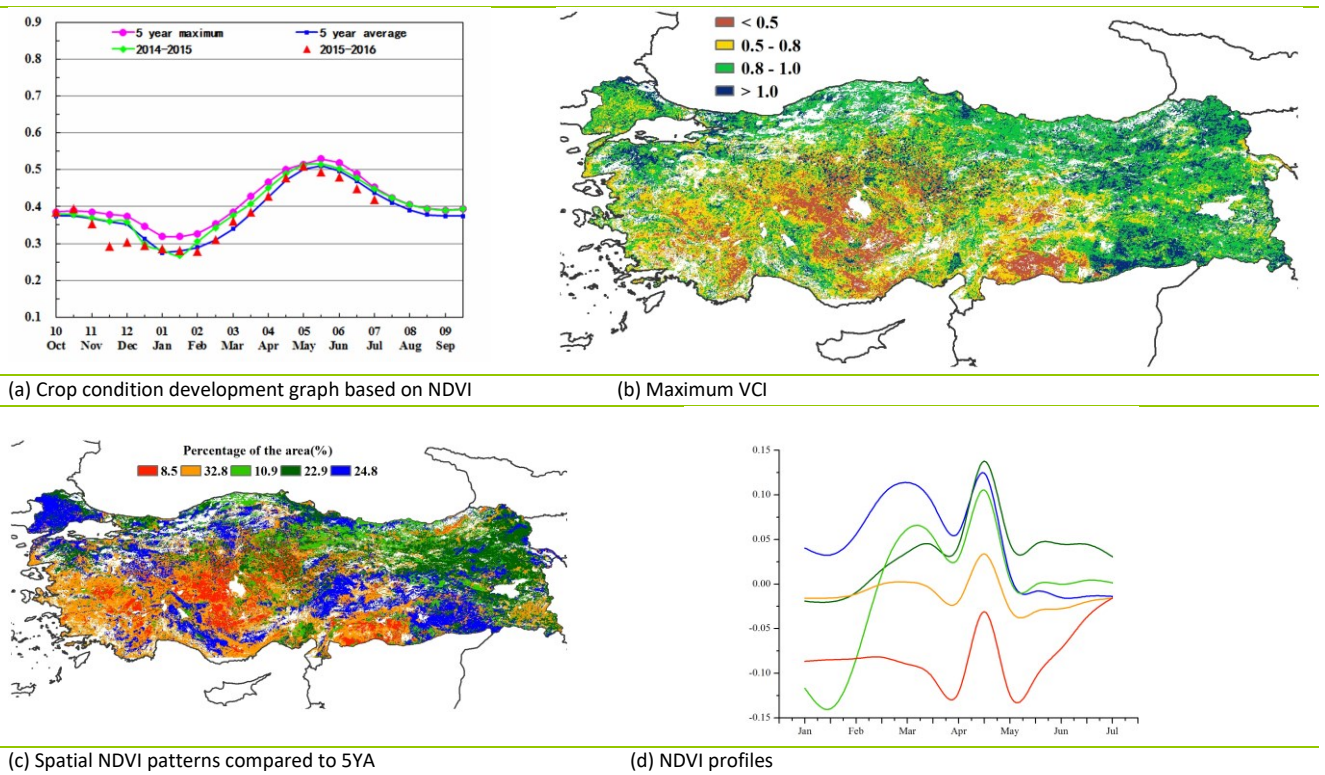 0.9
0.8
0.7
0.6
0.5
0.4
0.3
0.2
0.1
5 year maximum
5 year average
2014-2015
2015-2016
10 11 12 01 02 03 04 05 06 07 08 09
Oct Nov Dec Jan Feb Mar Apr May Jun Jul Aug Sep
< 0.5
0.5 - 0.8
0.8 - 1.0
> 1.0
(a) Crop condition development graph based on NDVI
(b) Maximum VCI
Percentage of the area(%)
8.5 32.8 10.9 22.9 24.8
0.15
0.10
0.05
0.00
-0.05
-0.10
-0.15
Jan Feb Mar Apr May Jun Jul
(c) Spatial NDVI patterns compared to 5YA
(d) NDVI profiles